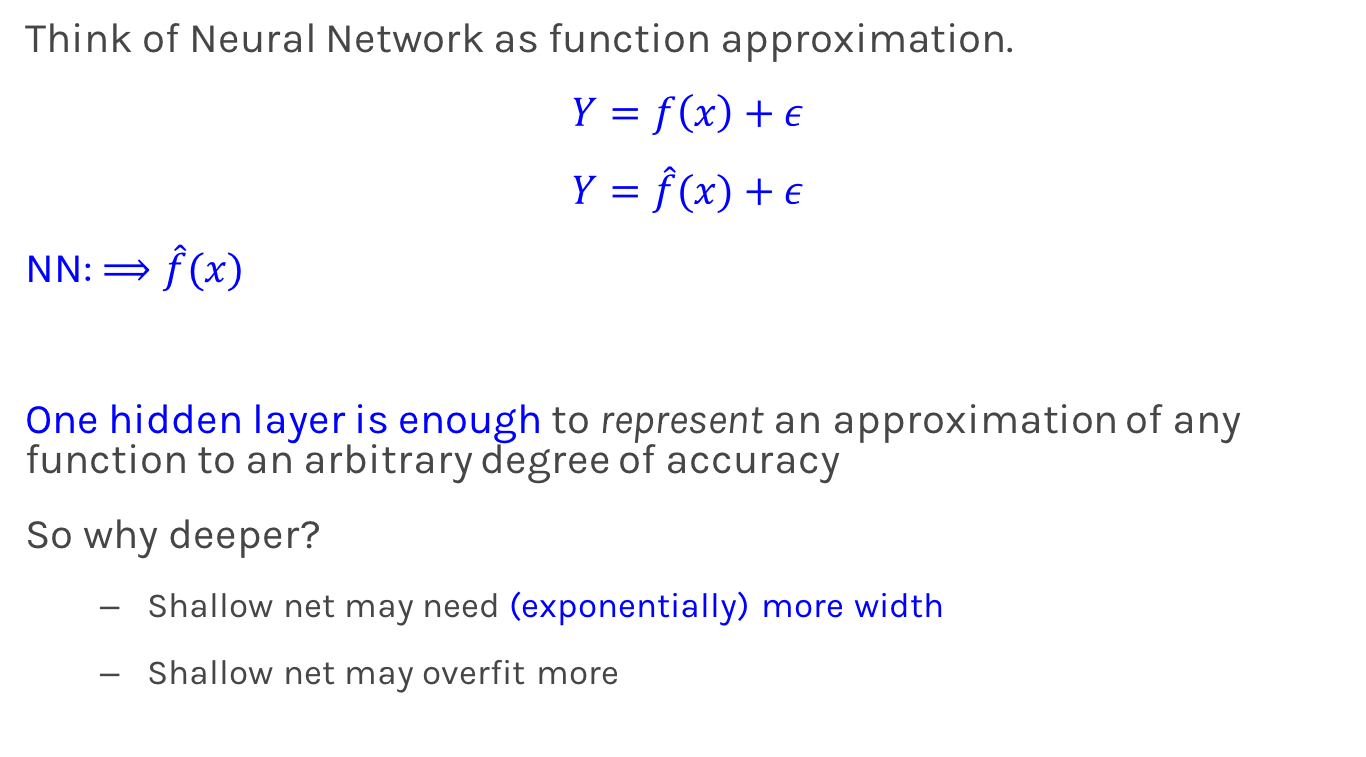 Think of Neural Network as function approximation.
Y = f(x) + ϵ
Y = f̂(x) + ϵ
NN: ⟹ f̂(x)
One hidden layer is enough to represent an approximation of any
function to an arbitrary degree of accuracy
So why deeper?
– Shallow net may need (exponentially) more width
– Shallow net may overfit more